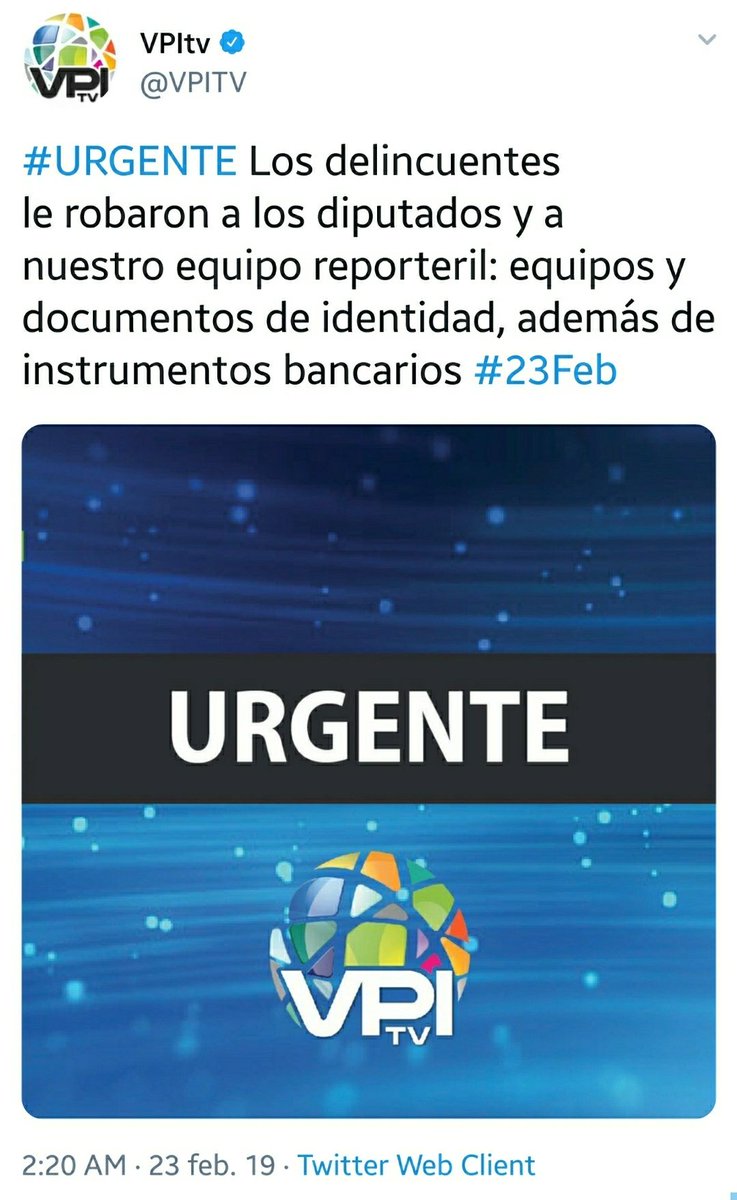 VPI
TV
VPItv
@VPITV
#URGENTE Los delincuentes
le robaron a los diputados y a
nuestro equipo reporteril: equipos y
documentos de identidad, además de
instrumentos bancarios #23Feb
URGENTE
VPI
TV
2:20 AM · 23 feb. 19 · Twitter Web Client